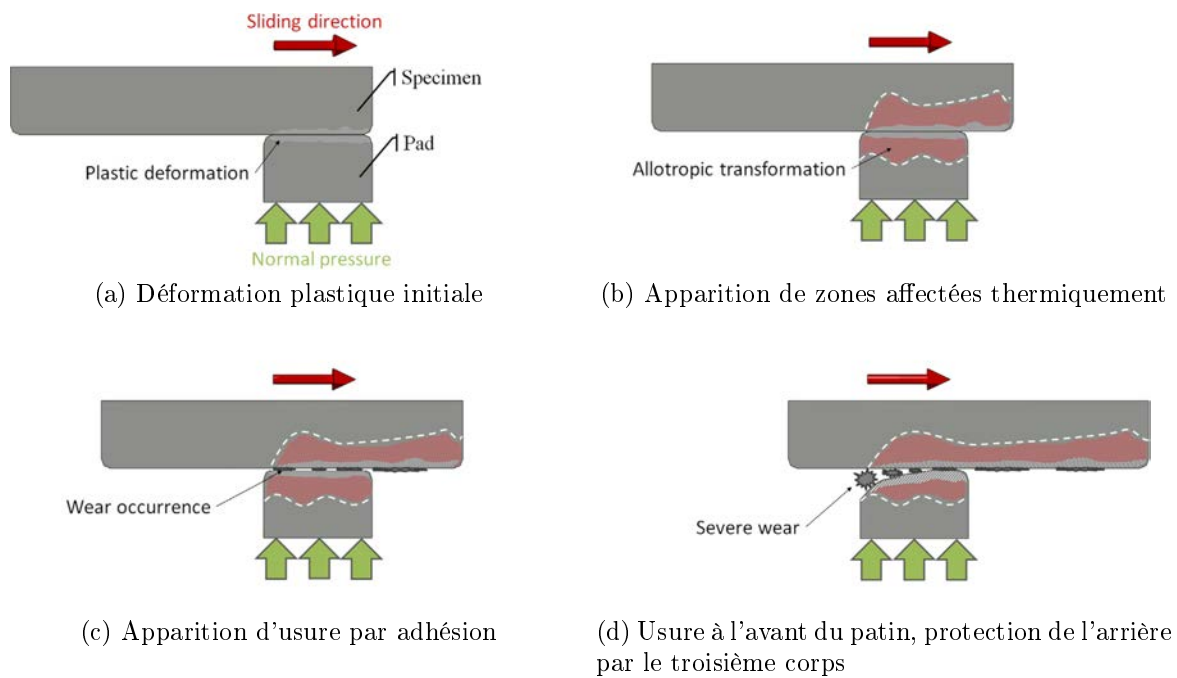 Sliding direction
Specimen
Pad
Plastic deformation
Normal pressure
(a) Déformation plastique initiale
Allotropic transformation
(b) Apparition de zones affectées thermiquement
Wear occurrence
(c) Apparition d'usure par adhésion
Severe wear
(d) Usure à l'avant du patin, protection de l'arrière
par le troisième corps